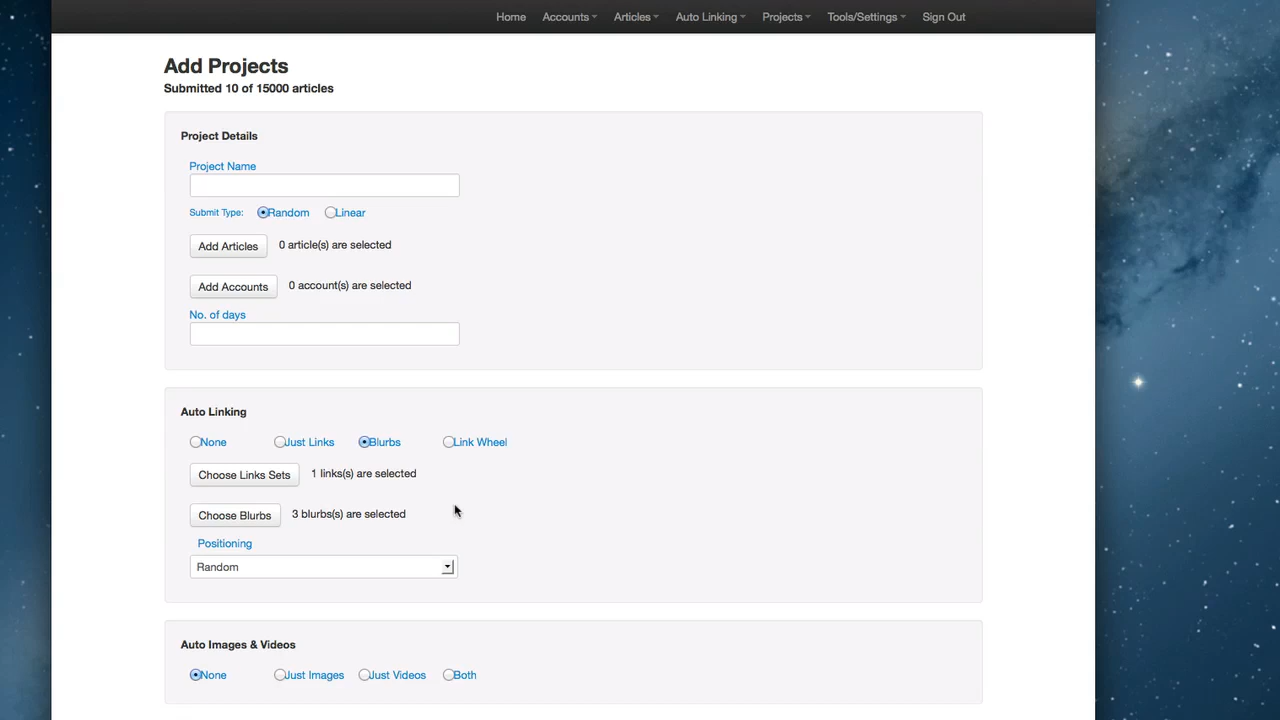 Home Accounts Articles Auto Linking Projects Tools/Settings Sign Out
Add Projects
Submitted 10 of 15000 articles
Project Details
Project Name
Submit Type: Random Linear
Add Articles 0 article(s) are selected
Add Accounts 0 account(s) are selected
No. of days
Auto Linking
None Just Links Blurbs Link Wheel
Choose Links Sets 1 links(s) are selected
Choose Blurbs 3 blurbs(s) are selected
Positioning
Random
Auto Images & Videos
None Just Images Just Videos Both